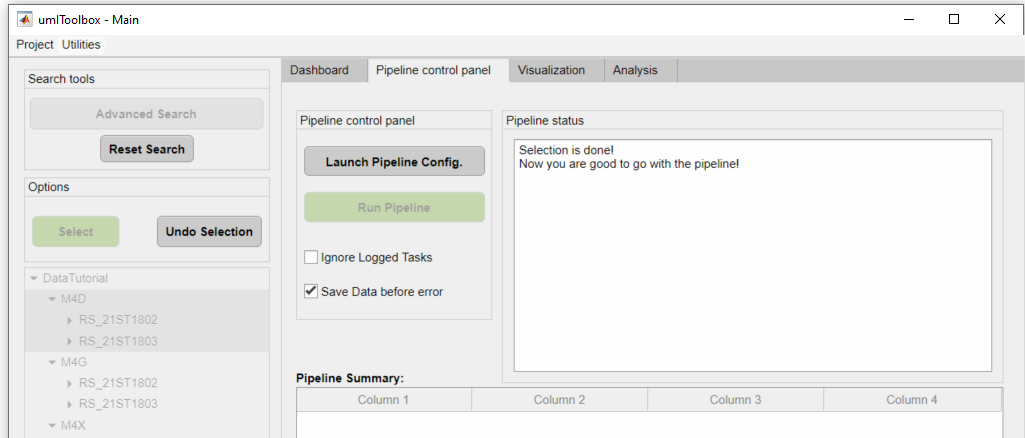 umIToolbox - Main
Project Utilities
Search tools
Advanced Search
Reset Search
Options
Select Undo Selection
DataTutorial
M4D
RS_21ST1802
RS_21ST1803
M4G
RS_21ST1802
RS_21ST1803
M4X
Dashboard Pipeline control panel Visualization Analysis
Pipeline control panel
Launch Pipeline Config.
Run Pipeline
Ignore Logged Tasks
Save Data before error
Pipeline status
Selection is done!
Now you are good to go with the pipeline!
Pipeline Summary:
Column 1 Column 2 Column 3 Column 4